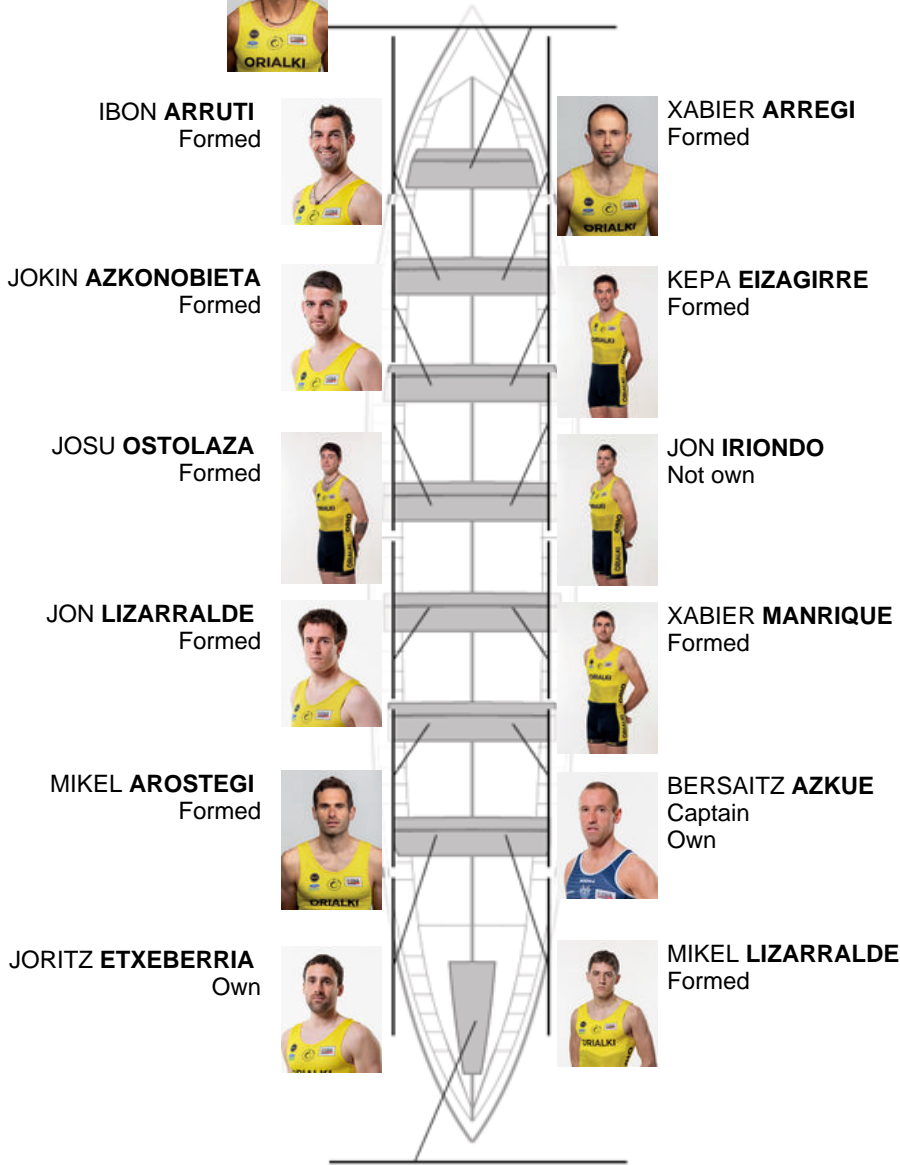 ORIALKI
IBON ARRUTI
Formed
XABIER ARREGI
Formed
ORIALKI
JOKIN AZKONOBIETA
Formed
KEPA EIZAGIRRE
Formed
JOSU OSTOLAZA
Formed
JON IRIONDO
Not own
JON LIZARRALDE
Formed
XABIER MANRIQUE
Formed
MIKEL AROSTEGI
Formed
ORIALKI
BERSAITZ AZKUE
Captain
Own
JORITZ ETXEBERRIA
Own
MIKEL LIZARRALDE
Formed